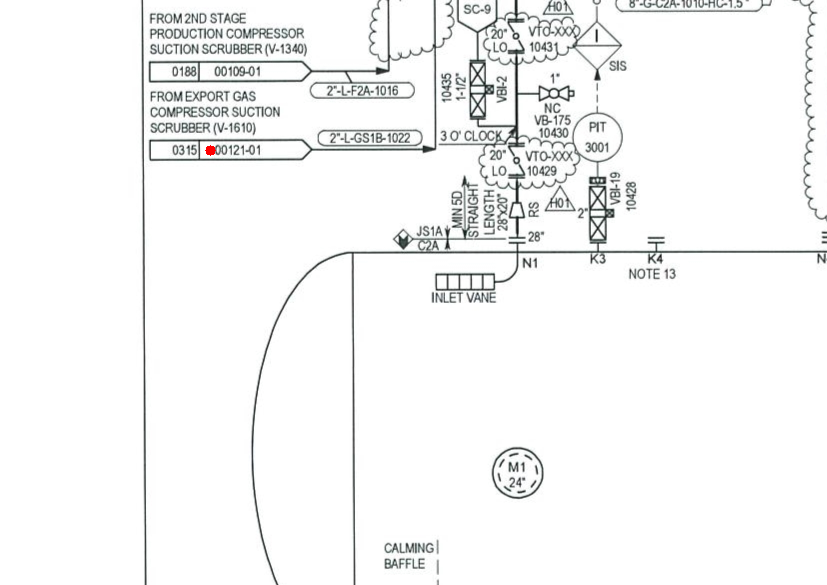 FROM 2ND STAGE
PRODUCTION COMPRESSOR
SUCTION SCRUBBER (V-1340)
0188 00109-01
2"-L-F2A-1016
FROM EXPORT GAS
COMPRESSOR SUCTION
SCRUBBER (V-1610)
0315 00121-01
2"-L-GS1B-1022
SC-9
H01
8"-G-C2A-1010-HC-1.5"
20"
LO
VTO-XXX
10431
I
SIS
10435
1-1/2"
VBI-2
1"
NC
VB-175
10430
PIT
3001
3 O' CLOCK
20"
LO
VTO-XXX
10429
H01
MIN 5D
STRAIGHT
LENGTH
28"x20"
RS
2"
VBI-19
10428
JS1A
C2A
28"
N1
K3
K4
N
NOTE 13
INLET VANE
M1
24"
CALMING
BAFFLE